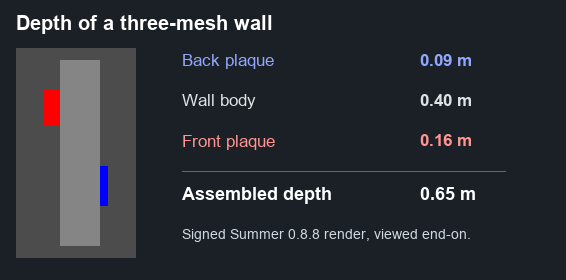 Depth of a three-mesh wall
Back plaque 0.09 m
Wall body 0.40 m
Front plaque 0.16 m
Assembled depth 0.65 m
Signed Summer 0.8.8 render, viewed end-on.